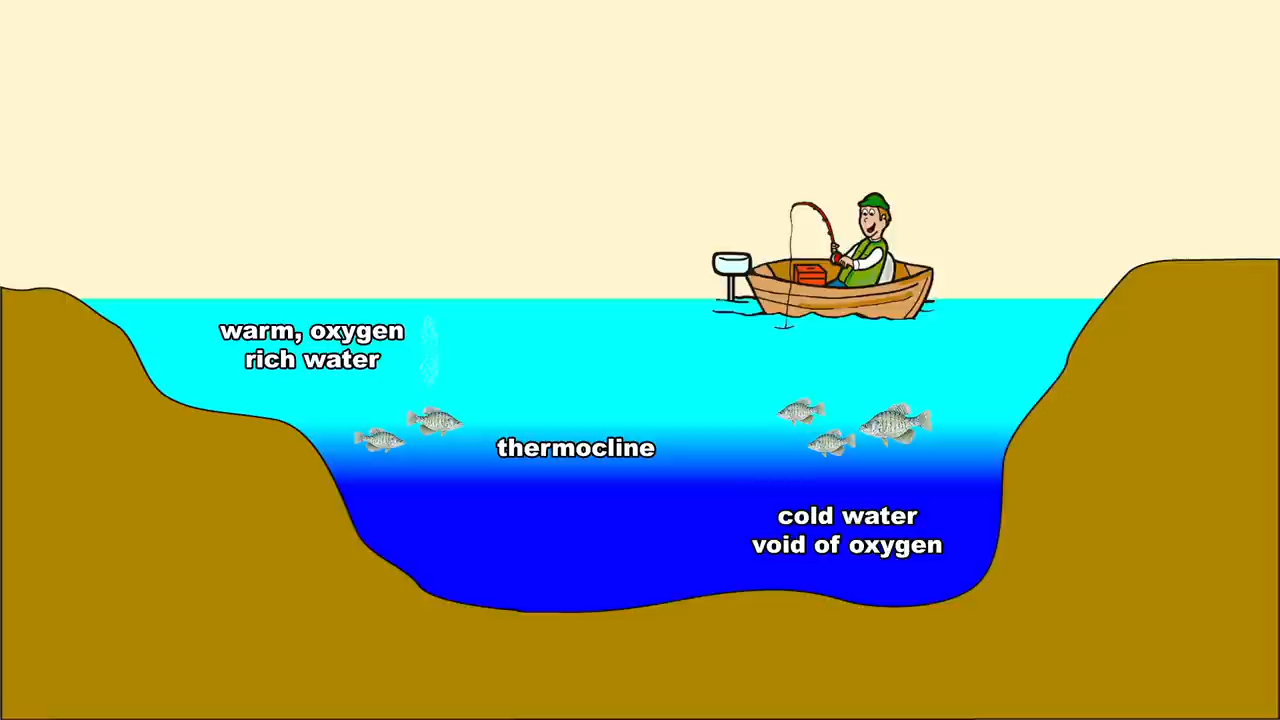 warm, oxygen
rich water
thermocline
cold water
void of oxygen